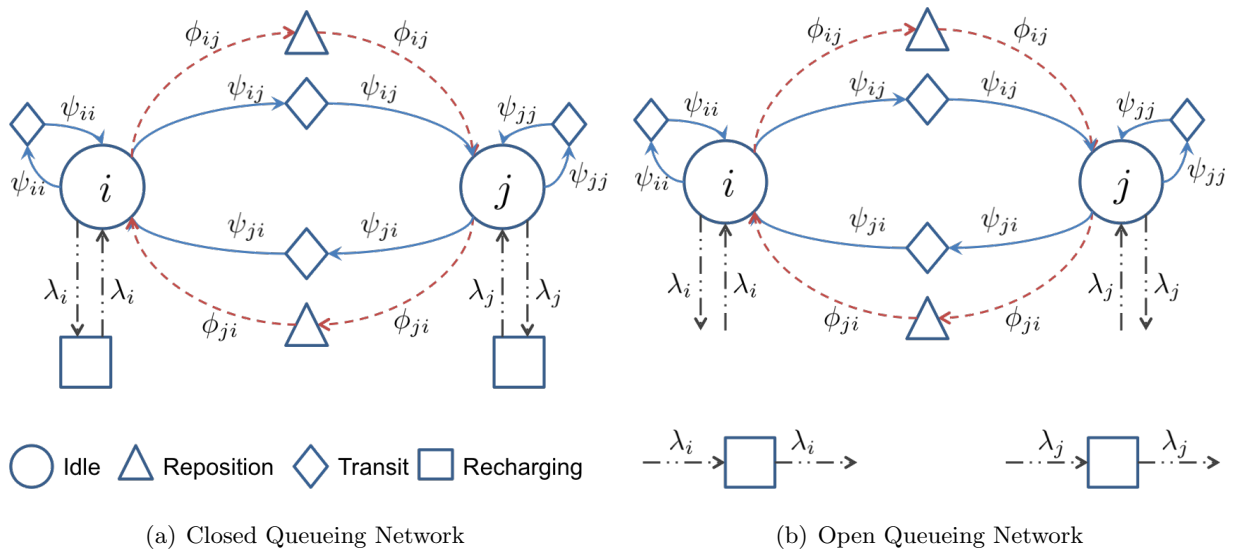 ϕij ϕij ϕij ϕij
ψij ψij ψij ψij
ψii ψjj ψii ψjj
i j i j
ψii ψjj ψii ψjj
ψji ψji ψji ψji
λi λi λj λj λi λi λj λj
ϕji ϕji ϕji ϕji
λi λi λj λj
Idle Reposition Transit Recharging
(a) Closed Queueing Network (b) Open Queueing Network